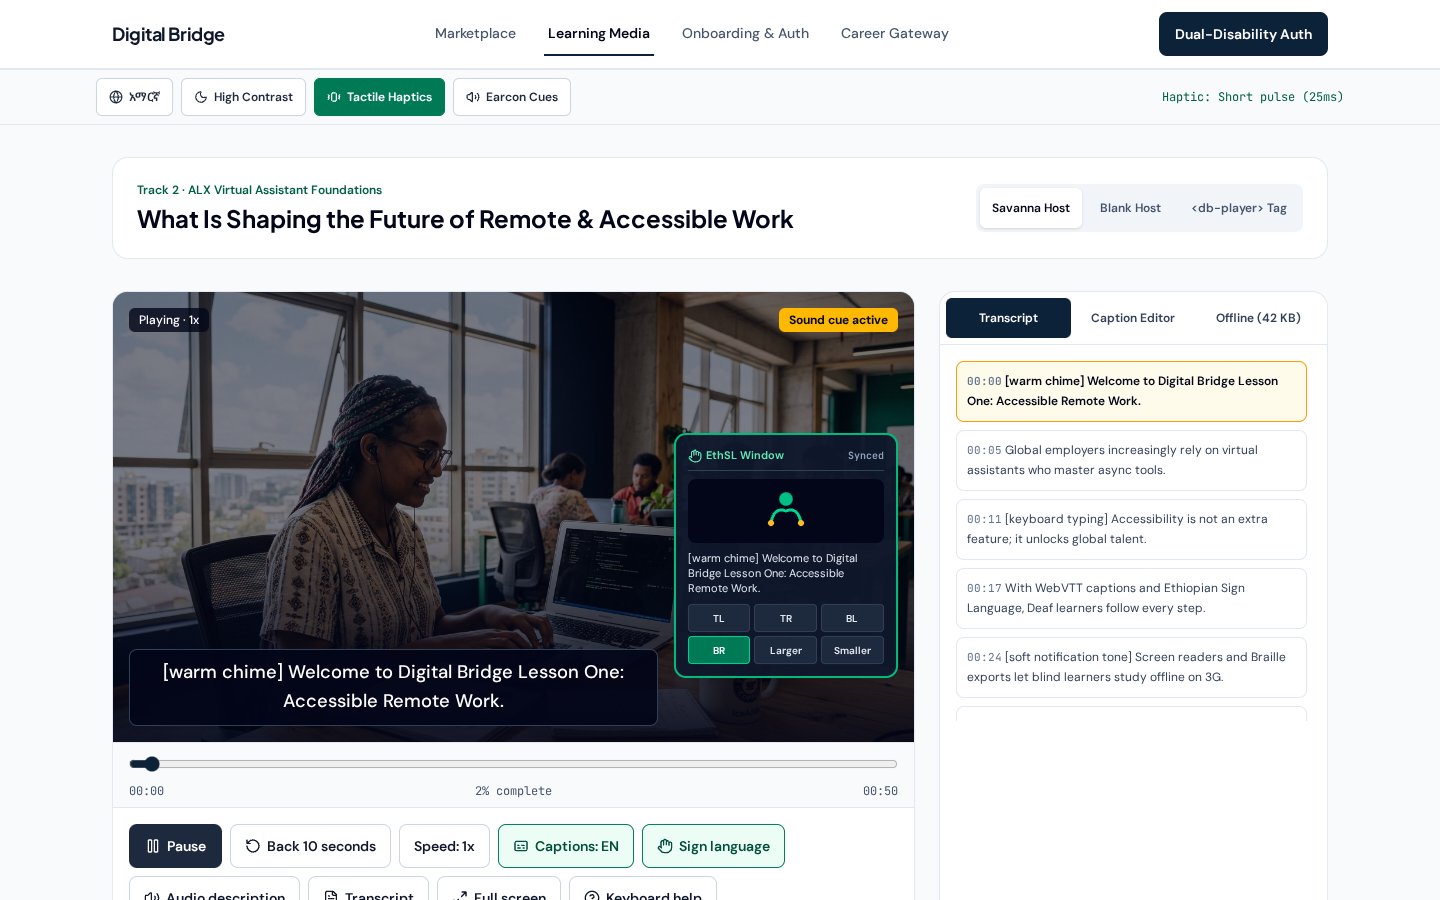 Digital Bridge
Marketplace
Learning Media
Onboarding & Auth
Career Gateway
Dual-Disability Auth
አማርኛ
High Contrast
Tactile Haptics
Earcon Cues
Haptic: Short pulse (25ms)
Track 2 · ALX Virtual Assistant Foundations
What Is Shaping the Future of Remote & Accessible Work
Savanna Host
Blank Host
<db-player> Tag
Playing · 1x
Sound cue active
EthSL Window
Synced
[warm chime] Welcome to Digital
Bridge Lesson One: Accessible
Remote Work.
TL
TR
BL
BR
Larger
Smaller
[warm chime] Welcome to Digital Bridge Lesson One:
Accessible Remote Work.
00:00
2% complete
00:50
Pause
Back 10 seconds
Speed: 1x
Captions: EN
Sign language
Audio description
Transcript
Full screen
Keyboard help
Transcript
Caption Editor
Offline (42 KB)
00:00 [warm chime] Welcome to Digital Bridge Lesson
One: Accessible Remote Work.
00:05 Global employers increasingly rely on virtual
assistants who master async tools.
00:11 [keyboard typing] Accessibility is not an extra
feature; it unlocks global talent.
00:17 With WebVTT captions and Ethiopian Sign
Language, Deaf learners follow every step.
00:24 [soft notification tone] Screen readers and Braille
exports let blind learners study offline on 3G.